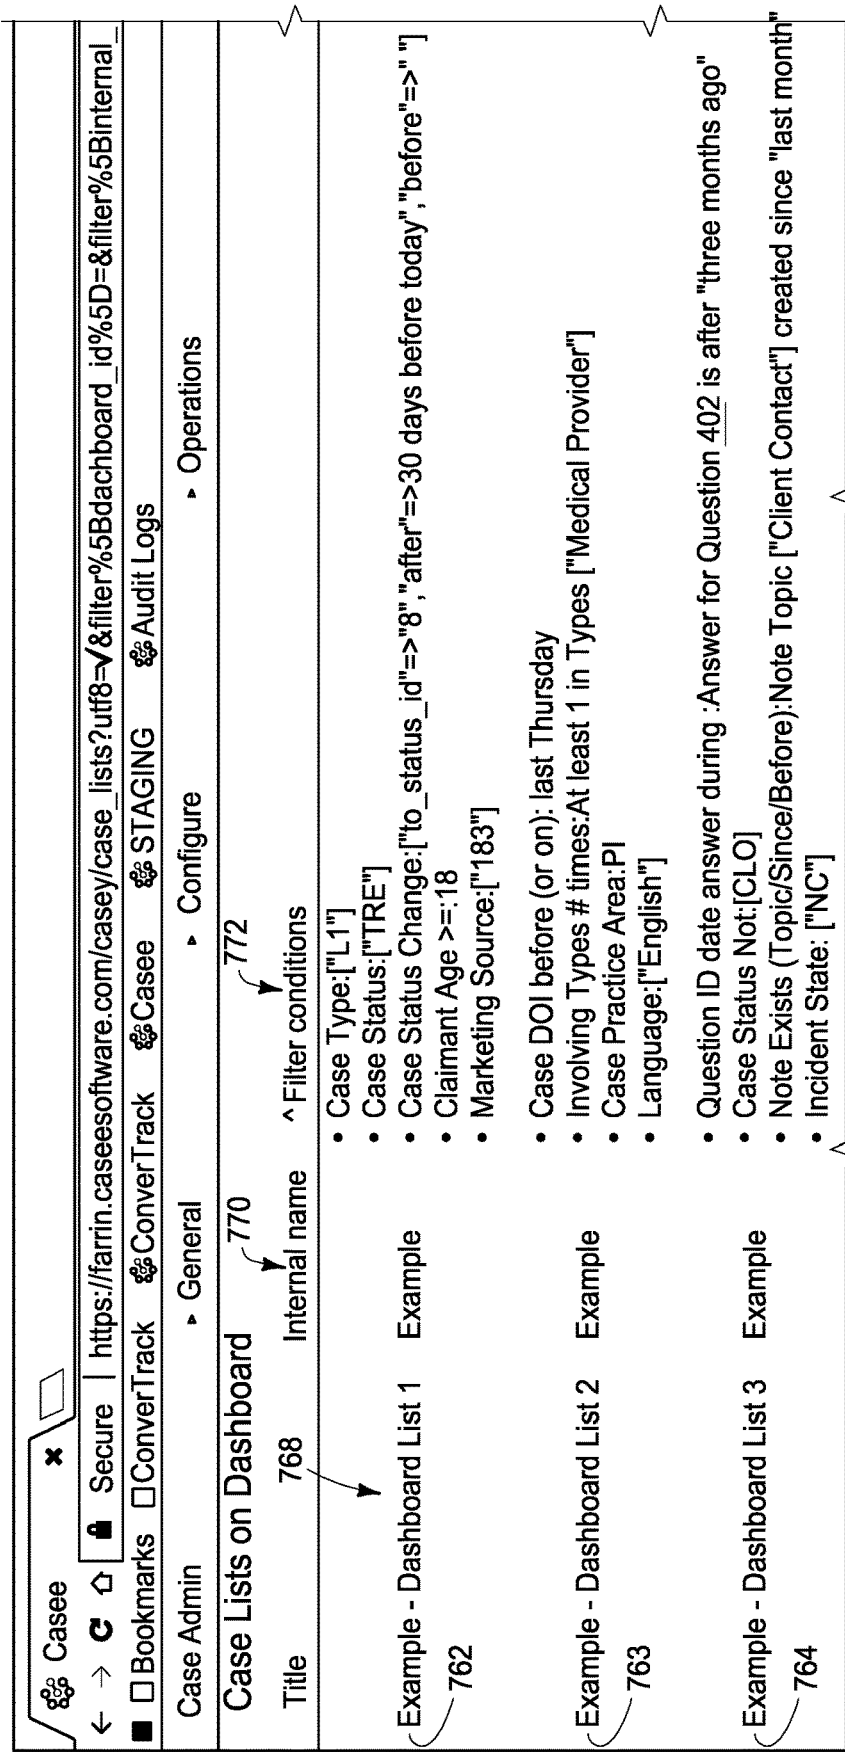 Casee ×
Secure | https://farrin.caseesoftware.com/casey/case_lists?utf8=✓&filter%5Bdachboard_id%5D=&filter%5Binternal_
Bookmarks ConverTrack ConverTrack Casee STAGING Audit Logs
Case Admin General Configure Operations
Case Lists on Dashboard
770 772
Title Internal name ^ Filter conditions
768
762 Example - Dashboard List 1 Example
• Case Type:["L1"]
• Case Status:["TRE"]
• Case Status Change:["to_status_id"=>"8","after"=>30 days before today","before"=>" "]
• Claimant Age >=:18
• Marketing Source:["183"]
763 Example - Dashboard List 2 Example
• Case DOI before (or on): last Thursday
• Involving Types # times:At least 1 in Types ["Medical Provider"]
• Case Practice Area:PI
• Language:["English"]
764 Example - Dashboard List 3 Example
• Question ID date answer during :Answer for Question 402 is after "three months ago"
• Case Status Not:[CLO]
• Note Exists (Topic/Since/Before):Note Topic ["Client Contact"] created since "last month"
• Incident State: ["NC"]